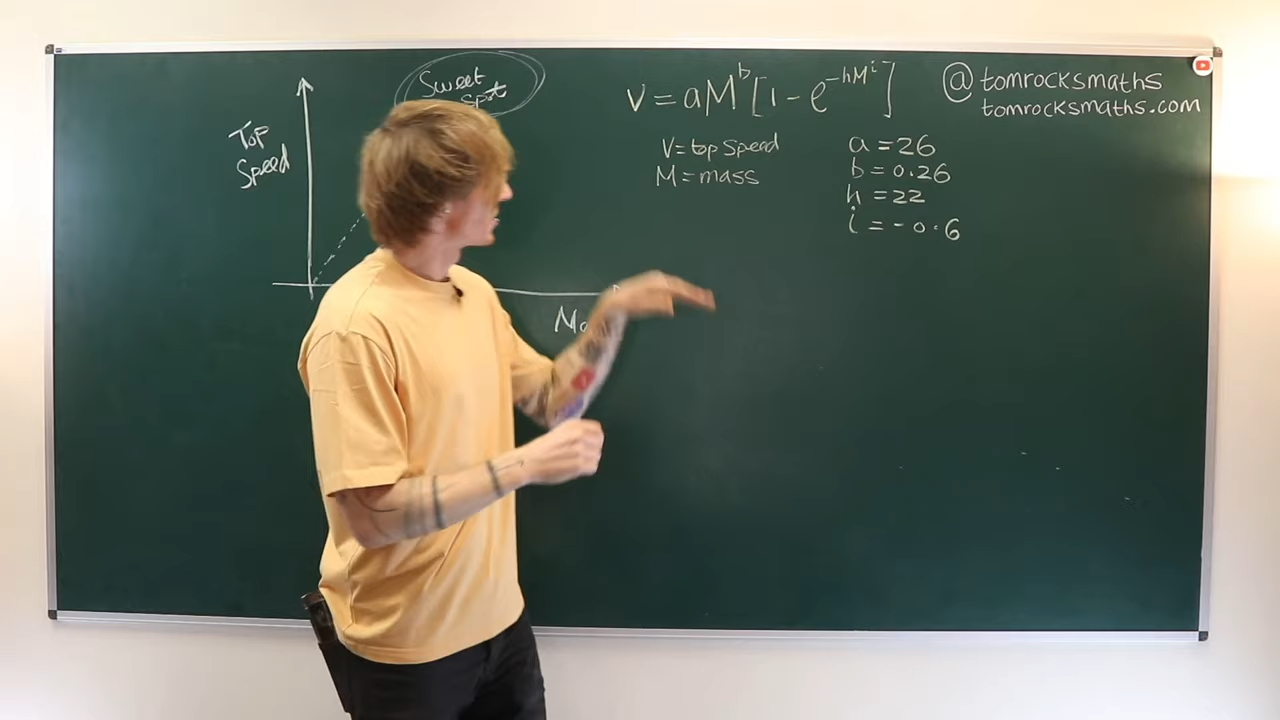 Sweet
spot
Top
Speed
V = aM^b [1 - e^{-hM^i}]
V = top Speed
M = mass
a = 26
b = 0.26
h = 22
i = -0.6
@ tomrocksmaths
tomrocksmaths.com